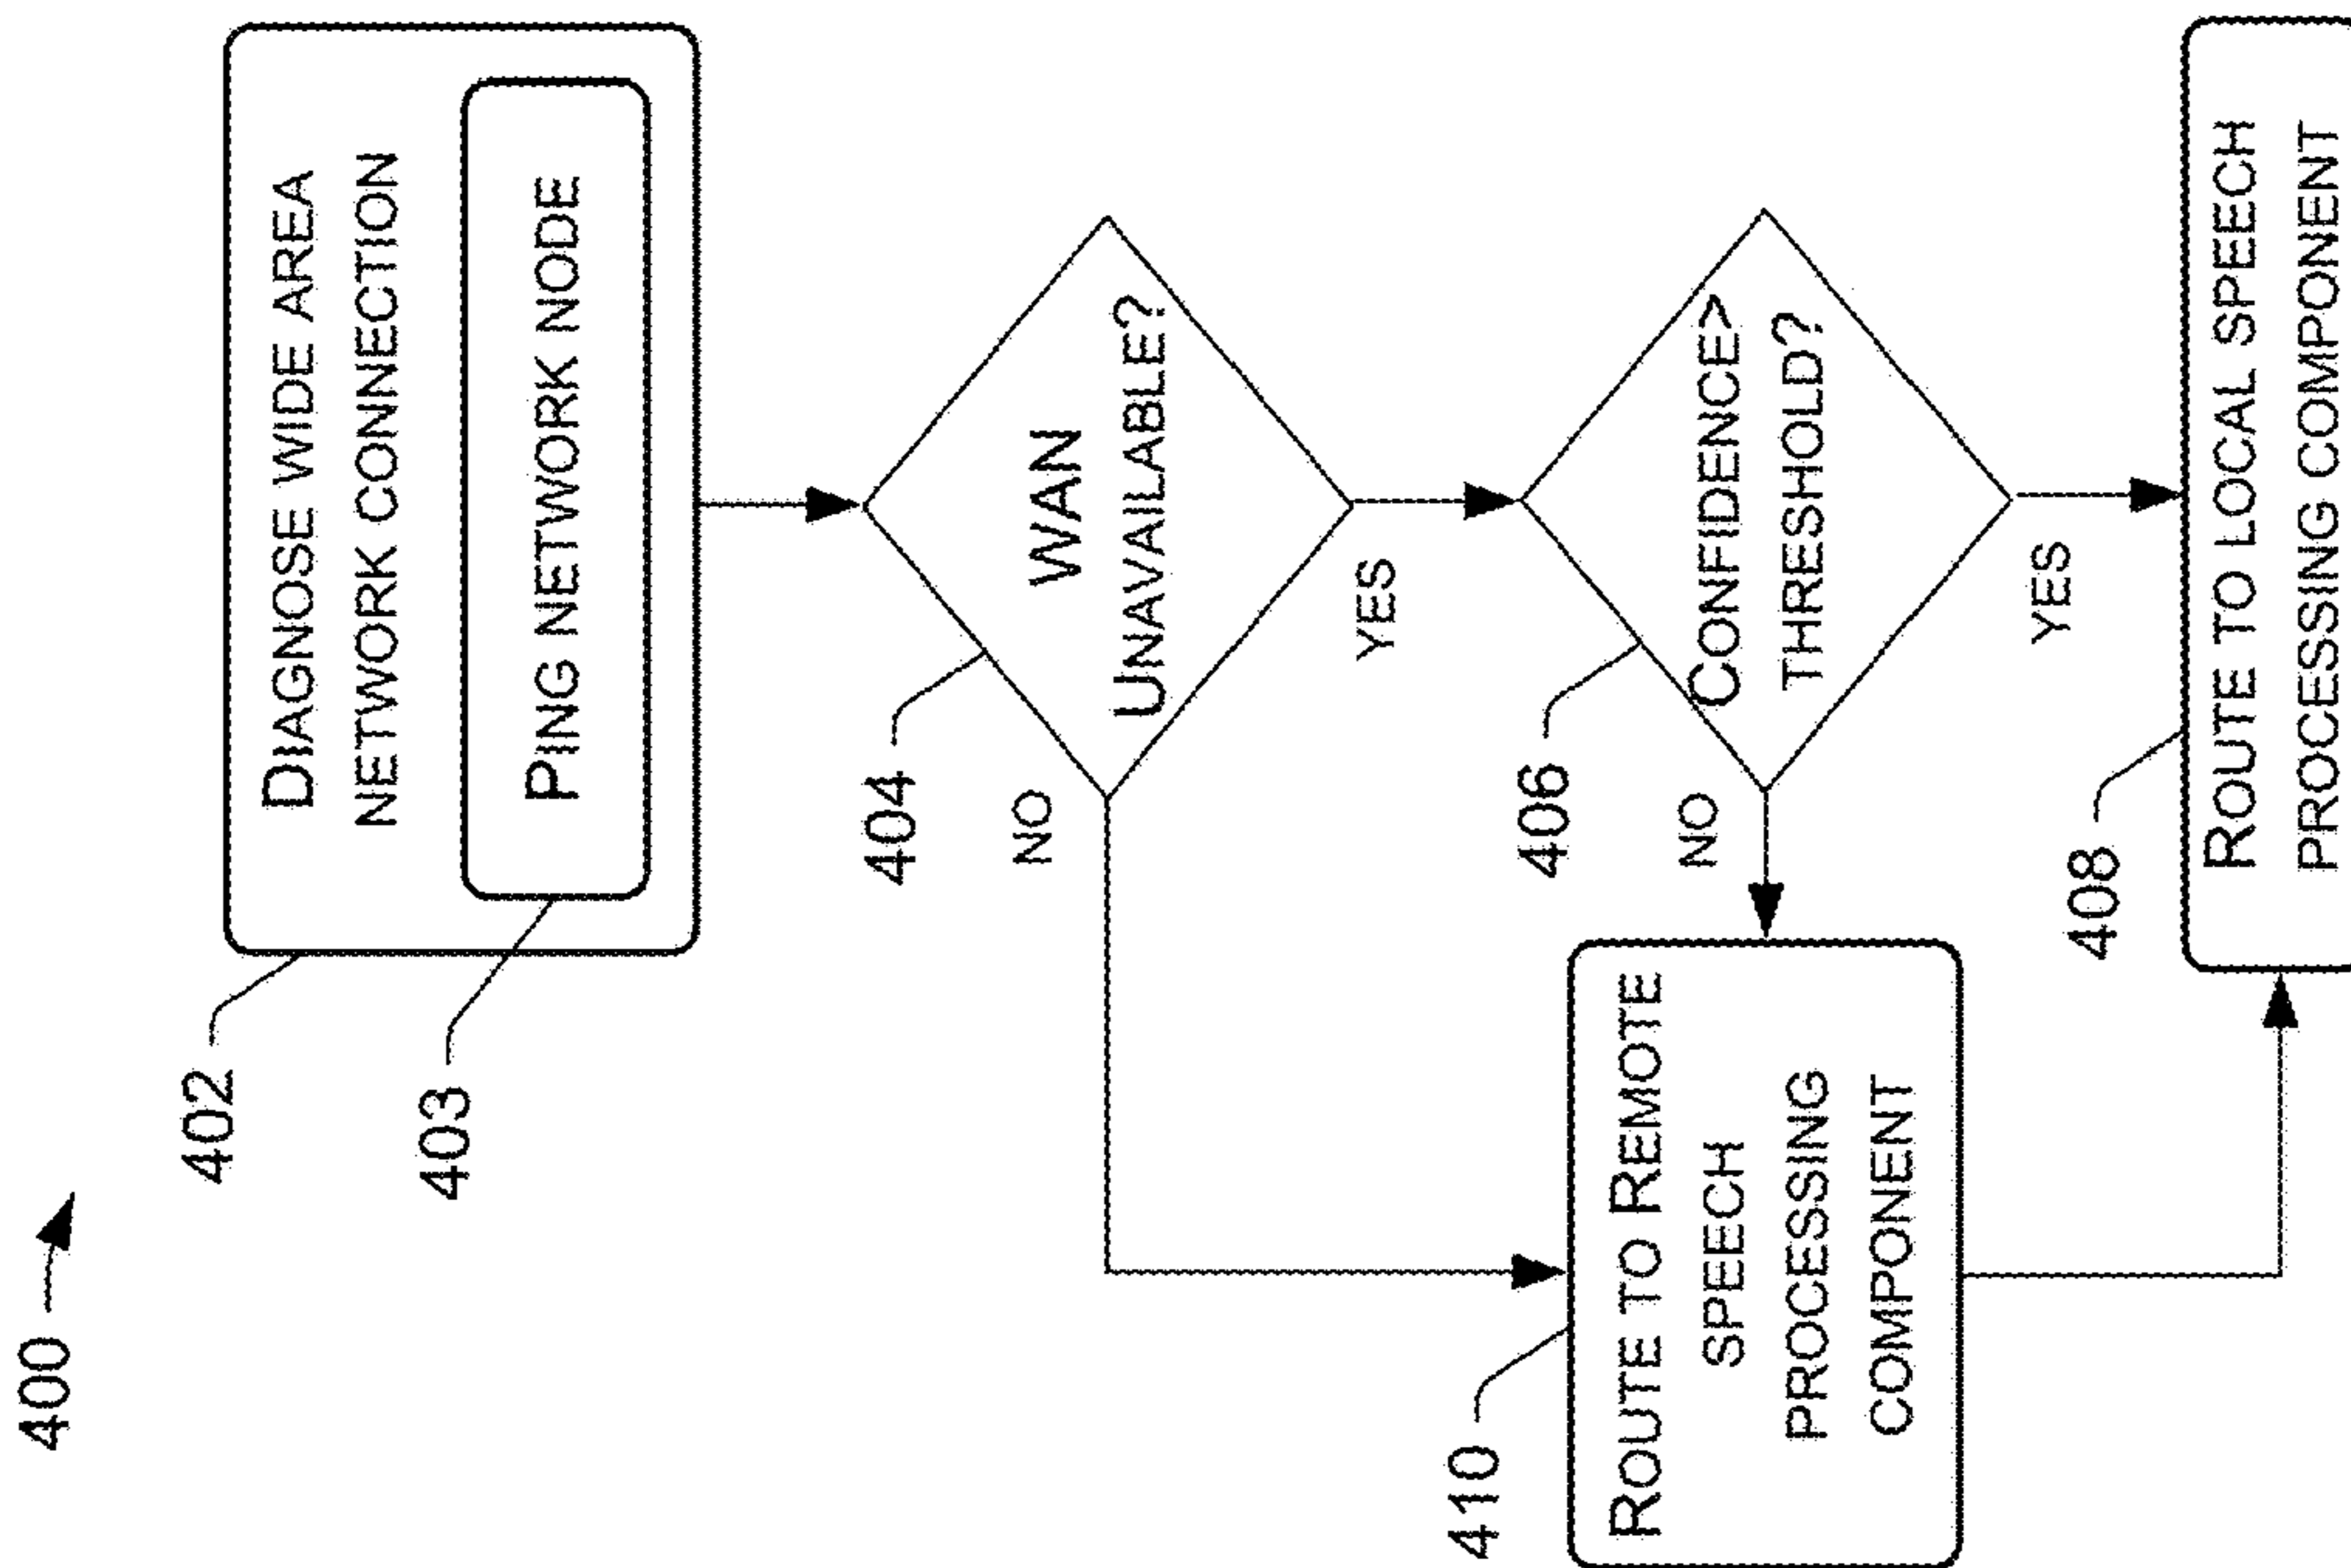 400
402
DIAGNOSE WIDE AREA
NETWORK CONNECTION
403
PING NETWORK NODE
404
WAN
UNAVAILABLE?
NO
YES
406
CONFIDENCE>
THRESHOLD?
NO
YES
410
ROUTE TO REMOTE
SPEECH
PROCESSING
COMPONENT
408
ROUTE TO LOCAL SPEECH
PROCESSING COMPONENT